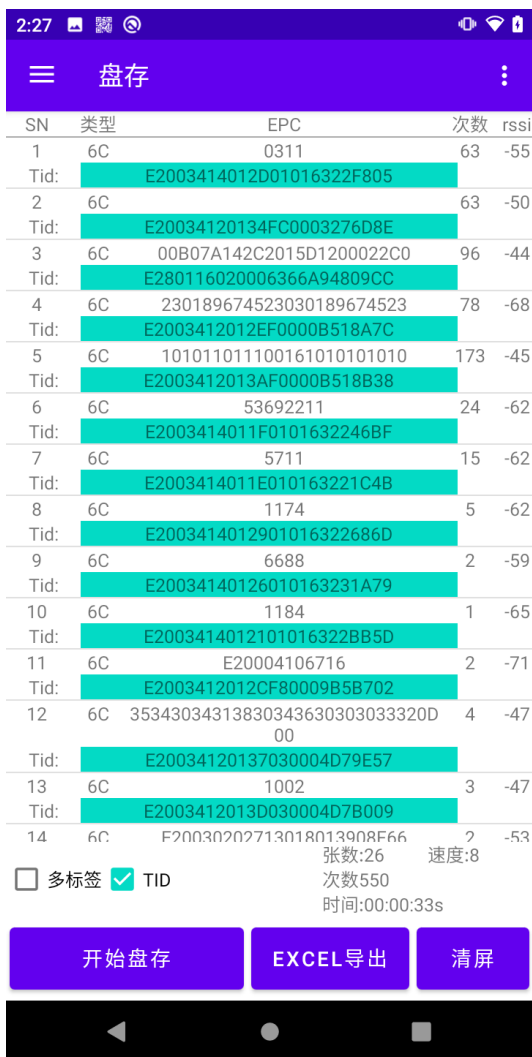 2:27
盘存
SN 类型 EPC 次数 rssi
1 6C 0311 63 -55
Tid: E2003414012D01016322F805
2 6C 63 -50
Tid: E20034120134FC0003276D8E
3 6C 00B07A142C2015D1200022C0 96 -44
Tid: E280116020006366A94809CC
4 6C 230189674523030189674523 78 -68
Tid: E2003412012EF0000B518A7C
5 6C 101011011100161010101010 173 -45
Tid: E2003412013AF0000B518B38
6 6C 53692211 24 -62
Tid: E2003414011F0101632246BF
7 6C 5711 15 -62
Tid: E2003414011E010163221C4B
8 6C 1174 5 -62
Tid: E20034140129010163226​86D
9 6C 6688 2 -59
Tid: E20034140126010163231A79
10 6C 1184 1 -65
Tid: E2003414012101016322BB5D
11 6C E20004106716 2 -71
Tid: E2003412012CF80009B5B702
12 6C 35343034313830343630303033320D 4 -47
00
Tid: E20034120137030004D79E57
13 6C 1002 3 -47
Tid: E2003412013D030004D7B009
14 6C E20030202713018013908F66 2 -53
张数:26 速度:8
多标签 TID 次数550
时间:00:00:33s
开始盘存 EXCEL导出 清屏